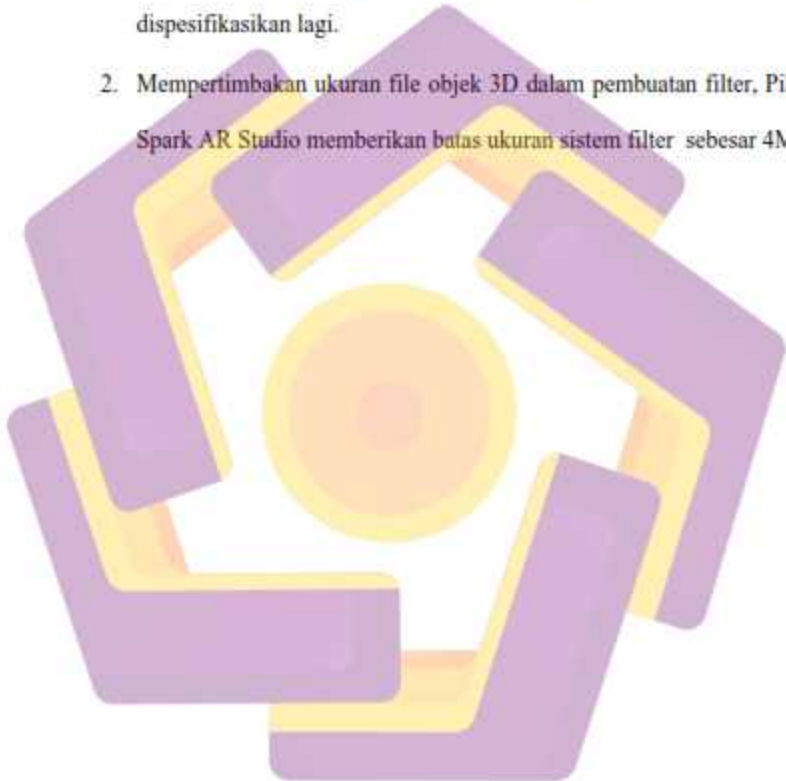 dispesifikasikan lagi.
2. Mempertimbakan ukuran file objek 3D dalam pembuatan filter,
Spark AR Studio memberikan batas ukuran sistem filter sebesar